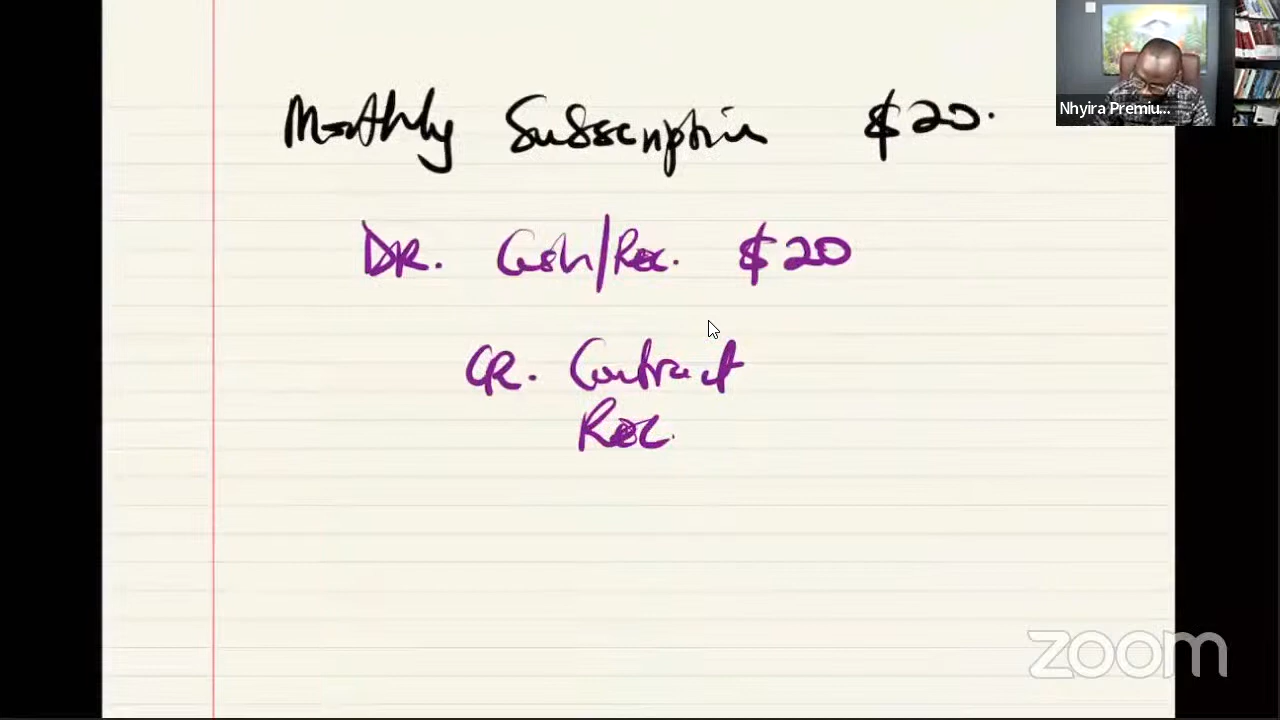 Monthly Subscription $20.
Nhyira Premiu...
DR. Cash/Rec. $20
CR. Contract
Rec.
zoom